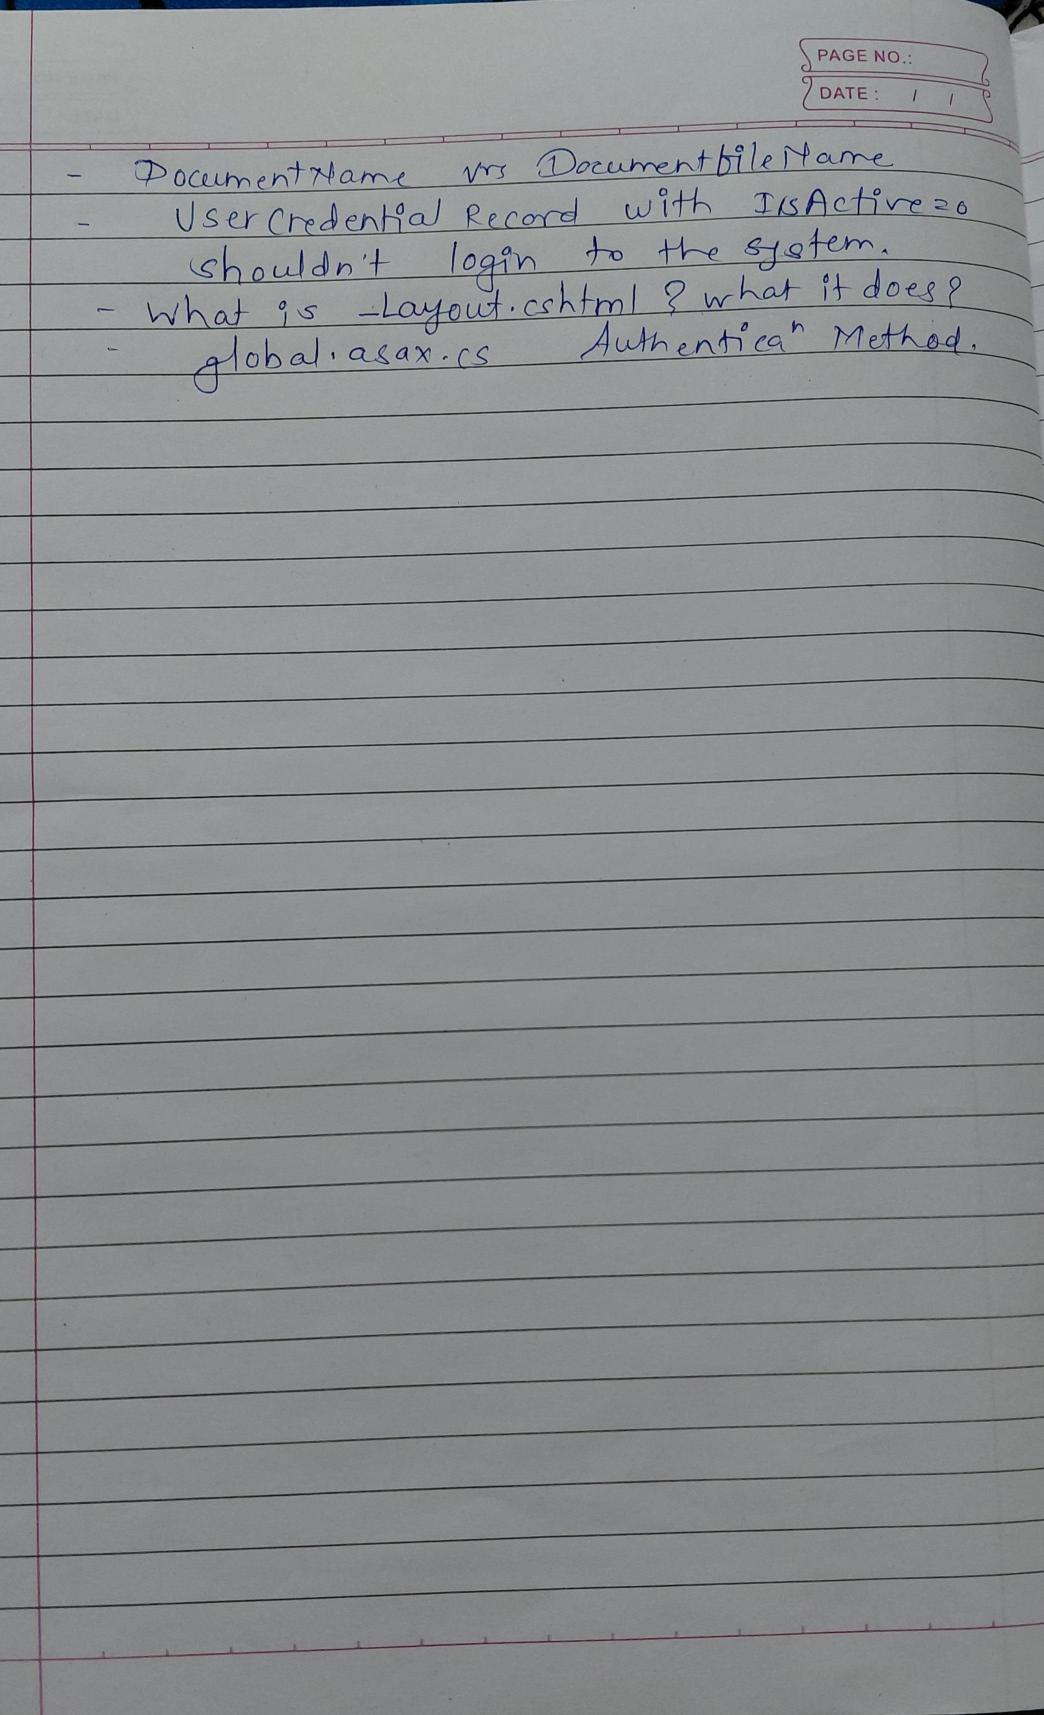 PAGE NO.:
DATE : / /
- DocumentName vrs DocumentfileName
- UserCredential Record with IsActive=0
shouldn't login to the system.
- What is _Layout.cshtml ? what it does?
- global.asax.cs Authenticaⁿ Method.